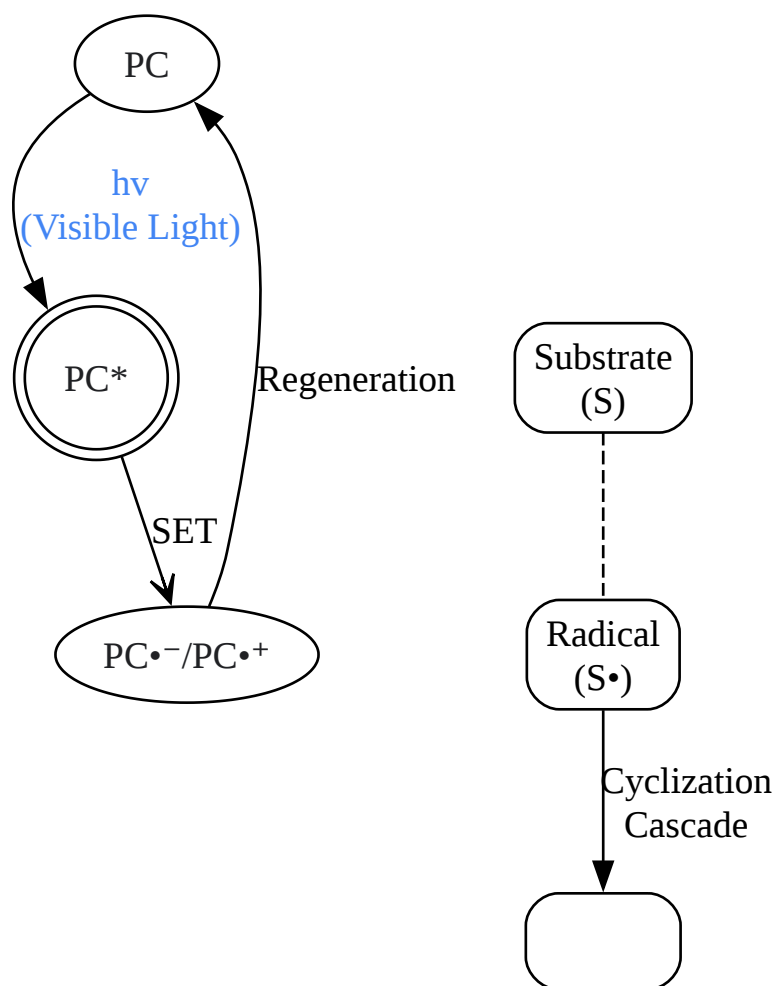 PC
hv
(Visible Light)
PC*
Regeneration
Substrate
(S)
SET
PC•⁻/PC•⁺
Radical
(S•)
Cyclization
Cascade